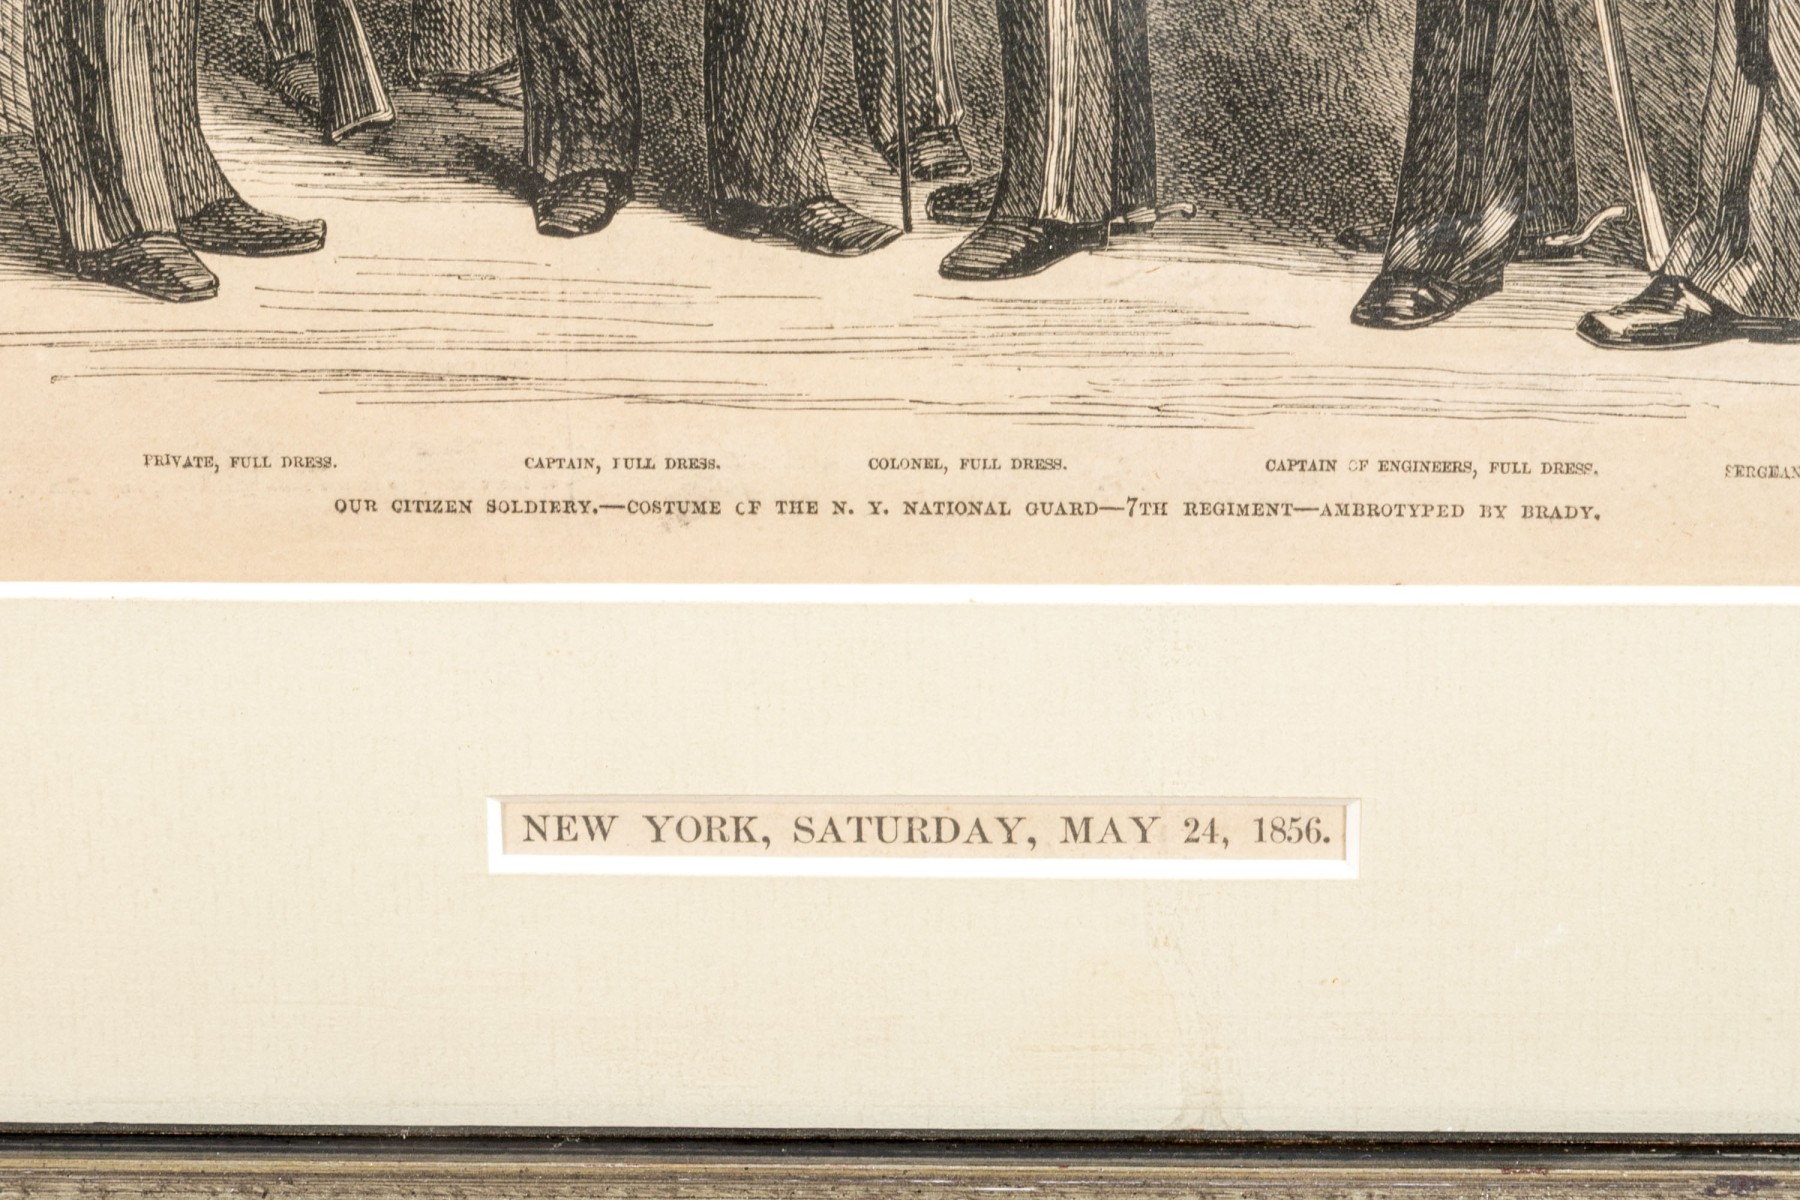 PRIVATE, FULL DRESS. CAPTAIN, FULL DRESS. COLONEL, FULL DRESS. CAPTAIN OF ENGINEERS, FULL DRESS. SERGEAN
OUR CITIZEN SOLDIERY.—COSTUME OF THE N. Y. NATIONAL GUARD—7TH REGIMENT—AMBROTYPED BY BRADY.
NEW YORK, SATURDAY, MAY 24, 1856.